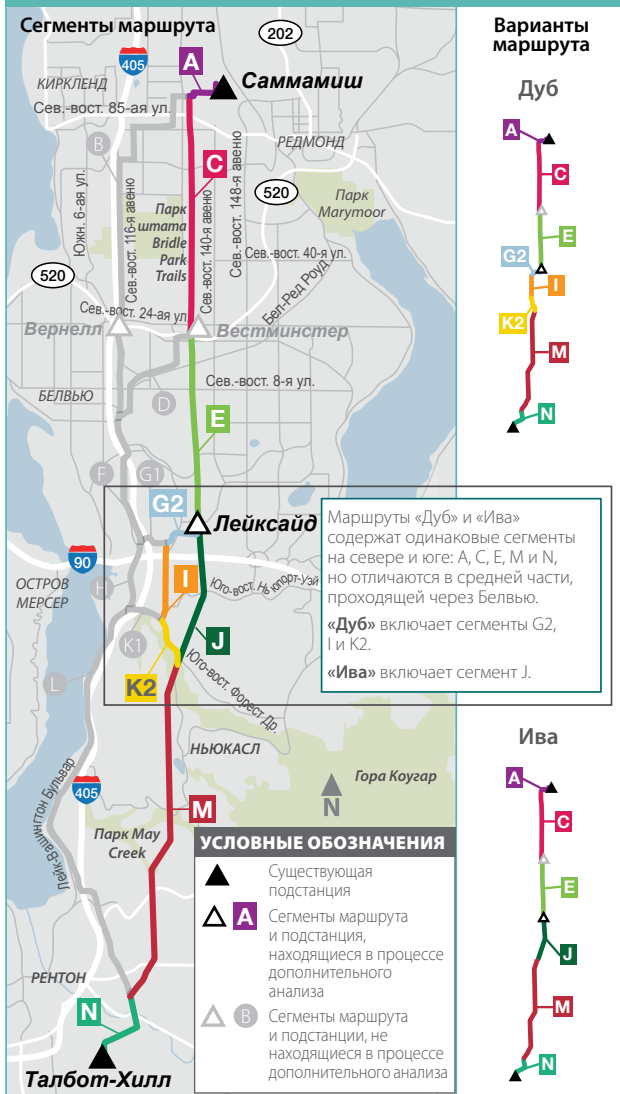 Сегменты маршрута
202
405
A
Саммамиш
КИРКЛЕНД
Сев.-вост. 85-ая ул.
B
РЕДМОНД
C
Южн. 6-ая ул.
Сев.-вост. 116-я авеню
Парк
штата
Bridle
Park
Trails
Сев.-вост. 140-я авеню
Сев.-вост. 148-я авеню
520
Парк
Marymoor
Сев.-вост. 40-я ул.
520
Бел-Ред Роуд
Сев.-вост. 24-ая ул.
Вернелл
Вестминстер
Сев.-вост. 8-я ул.
БЕЛВЬЮ
D
E
F
G1
G2
Лейксайд
90
ОСТРОВ
МЕРСЕР
H
I
Юго-вост. Ньюпорт-уэй
J
K1
K2
Юго-вост. Форест Др.
L
НЬЮКАСЛ
Гора Коугар
N
Лейк-Вашингтон Бульвар
405
M
Парк May
Creek
РЕНТОН
N
Талбот-Хилл
Маршруты «Дуб» и «Ива»
содержат одинаковые сегменты
на севере и юге: A, C, E, M и N,
но отличаются в средней части,
проходящей через Белвью.
«Дуб» включает сегменты G2,
I и K2.
«Ива» включает сегмент J.
УСЛОВНЫЕ ОБОЗНАЧЕНИЯ
Существующая
подстанция
A
Сегменты маршрута
и подстанция,
находящиеся в процессе
дополнительного
анализа
B
Сегменты маршрута
и подстанции, не
находящиеся в процессе
дополнительного анализа
Варианты
маршрута
Дуб
A
C
E
G2
I
K2
M
N
Ива
A
C
E
J
M
N